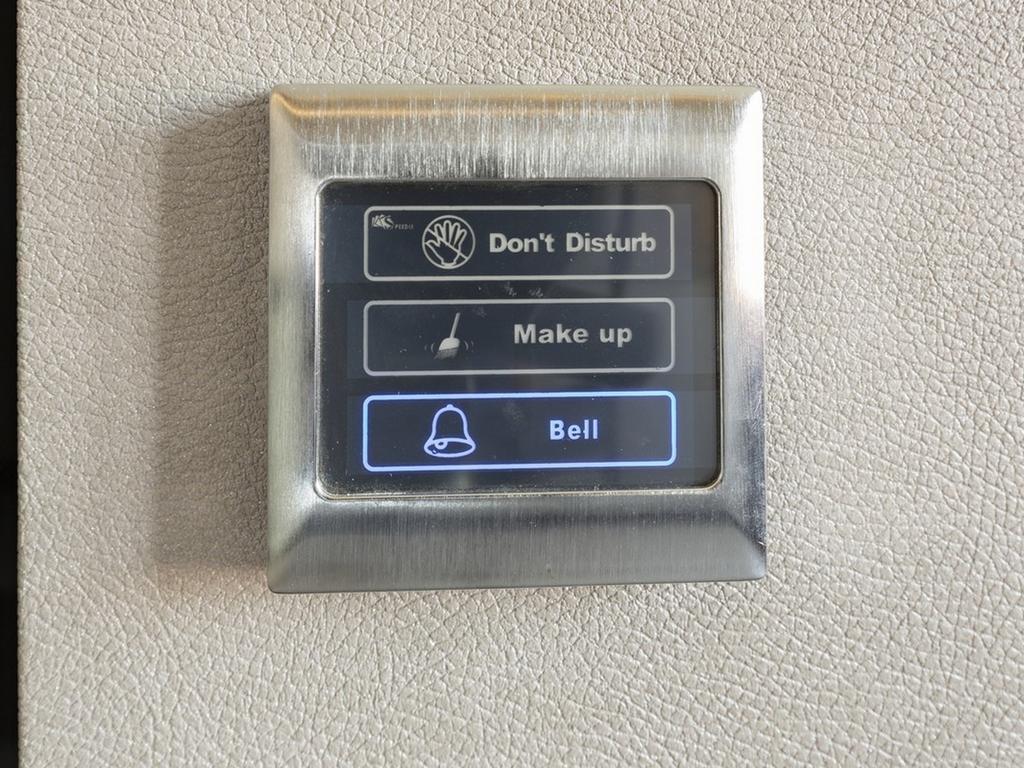 Don't Disturb
Make up
Bell